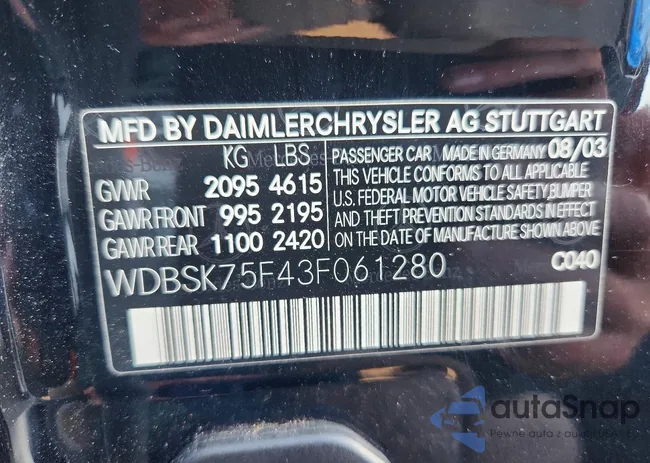 MFD BY DAIMLERCHRYSLER AG STUTTGART
KG LBS
GVWR 2095 4615
GAWR FRONT 995 2195
GAWR REAR 1100 2420
PASSENGER CAR MADE IN GERMANY 08/03
THIS VEHICLE CONFORMS TO ALL APPLICABLE
U.S. FEDERAL MOTOR VEHICLE SAFETY, BUMPER
AND THEFT PREVENTION STANDARDS IN EFFECT
ON THE DATE OF MANUFACTURE SHOWN ABOVE
WDBSK75F43F061280 C040
autoSnap
Pewne auto z